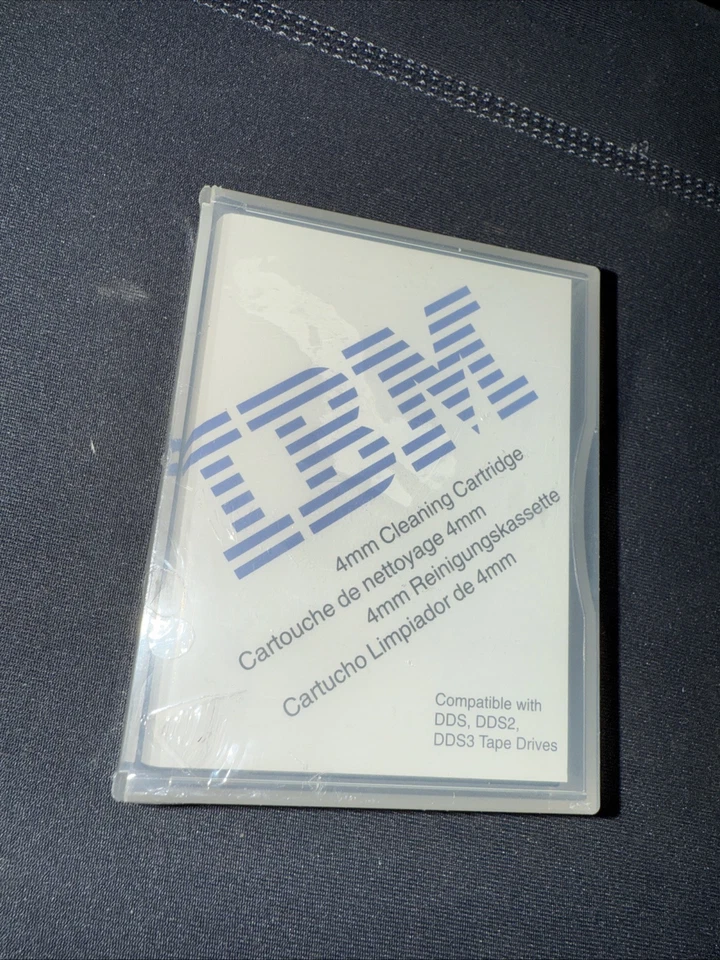 IBM
4mm Cleaning Cartridge
Cartouche de nettoyage 4mm
4mm Reinigungskassette
Cartucho Limpiador de 4mm
Compatible with
DDS, DDS2,
DDS3 Tape Drives